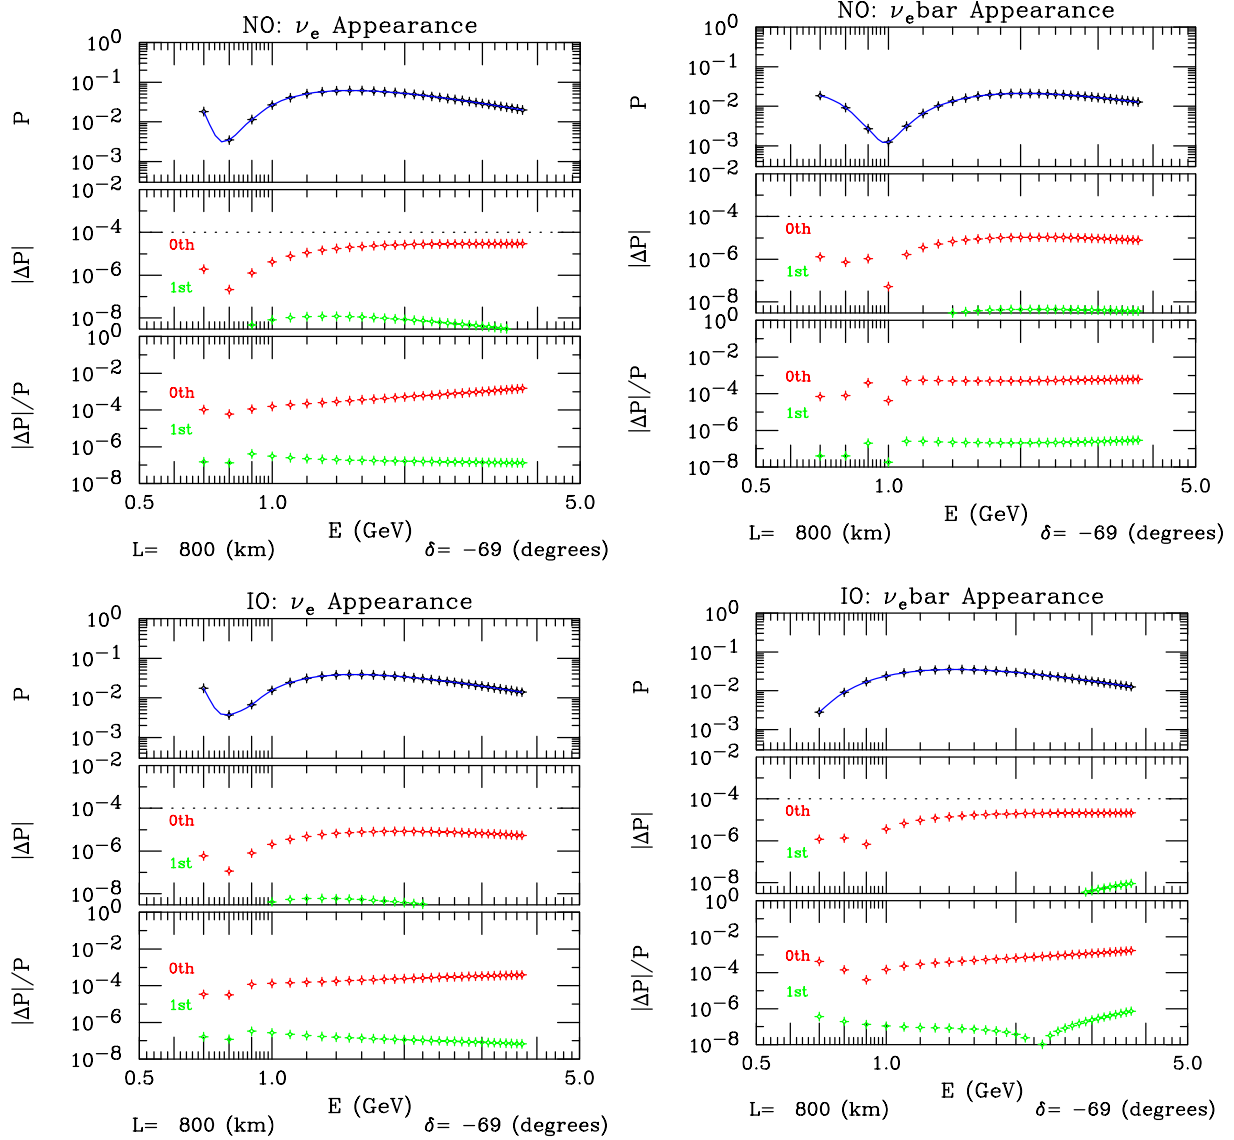 NO: νe Appearance
10^0
10^-1
10^-2
10^-3
10^-2
P
10^-4
10^-6
10^-8
0
|ΔP|
0th
1st
10^0
10^-2
10^-4
10^-6
10^-8
|ΔP|/P
0th
1st
0.5 1.0 5.0
E (GeV)
L= 800 (km) δ= −69 (degrees)
NO: νebar Appearance
10^0
10^-1
10^-2
10^-3
10^-2
P
10^-4
10^-6
10^-8
0
|ΔP|
0th
1st
10^0
10^-2
10^-4
10^-6
10^-8
|ΔP|/P
0th
1st
0.5 1.0 5.0
E (GeV)
L= 800 (km) δ= −69 (degrees)
IO: νe Appearance
10^0
10^-1
10^-2
10^-3
10^-2
P
10^-4
10^-6
10^-8
0
|ΔP|
0th
1st
10^0
10^-2
10^-4
10^-6
10^-8
|ΔP|/P
0th
1st
0.5 1.0 5.0
E (GeV)
L= 800 (km) δ= −69 (degrees)
IO: νebar Appearance
10^0
10^-1
10^-2
10^-3
10^-2
P
10^-4
10^-6
10^-8
0
|ΔP|
0th
1st
10^0
10^-2
10^-4
10^-6
10^-8
|ΔP|/P
0th
1st
0.5 1.0 5.0
E (GeV)
L= 800 (km) δ= −69 (degrees)